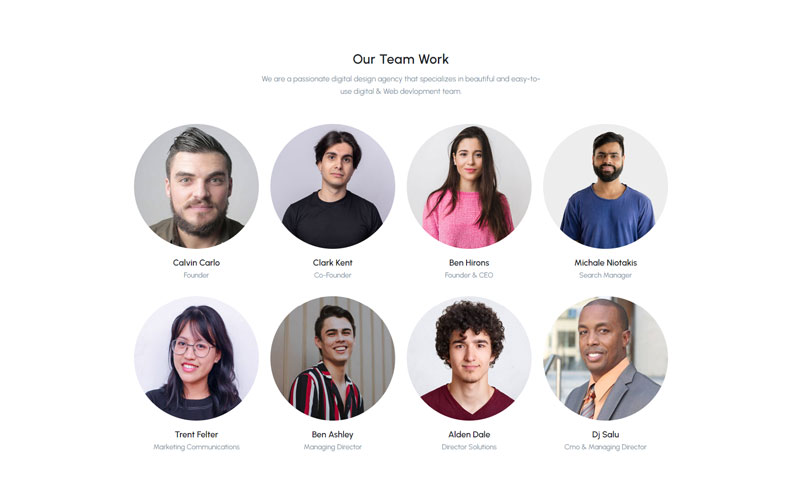 Our Team Work
We are a passionate digital design agency that specializes in beautiful and easy-to-
use digital & Web devlopment team.
Calvin Carlo
Founder
Clark Kent
Co-Founder
Ben Hirons
Founder & CEO
Michale Niotakis
Search Manager
Trent Felter
Marketing Communications
Ben Ashley
Managing Director
Alden Dale
Director Solutions
Dj Salu
Cmo & Managing Director